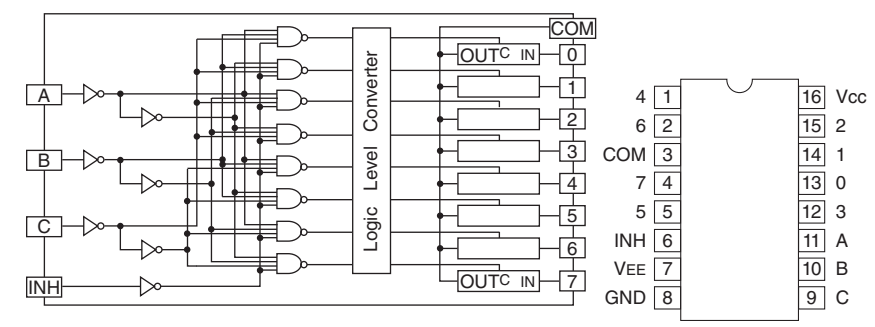 COM
OUT C IN 0
1
A
2
B
3
4
C
5
6
INH
OUT C IN 7
Logic Level Converter
4 1 16 Vcc
6 2 15 2
COM 3 14 1
7 4 13 0
5 5 12 3
INH 6 11 A
VEE 7 10 B
GND 8 9 C